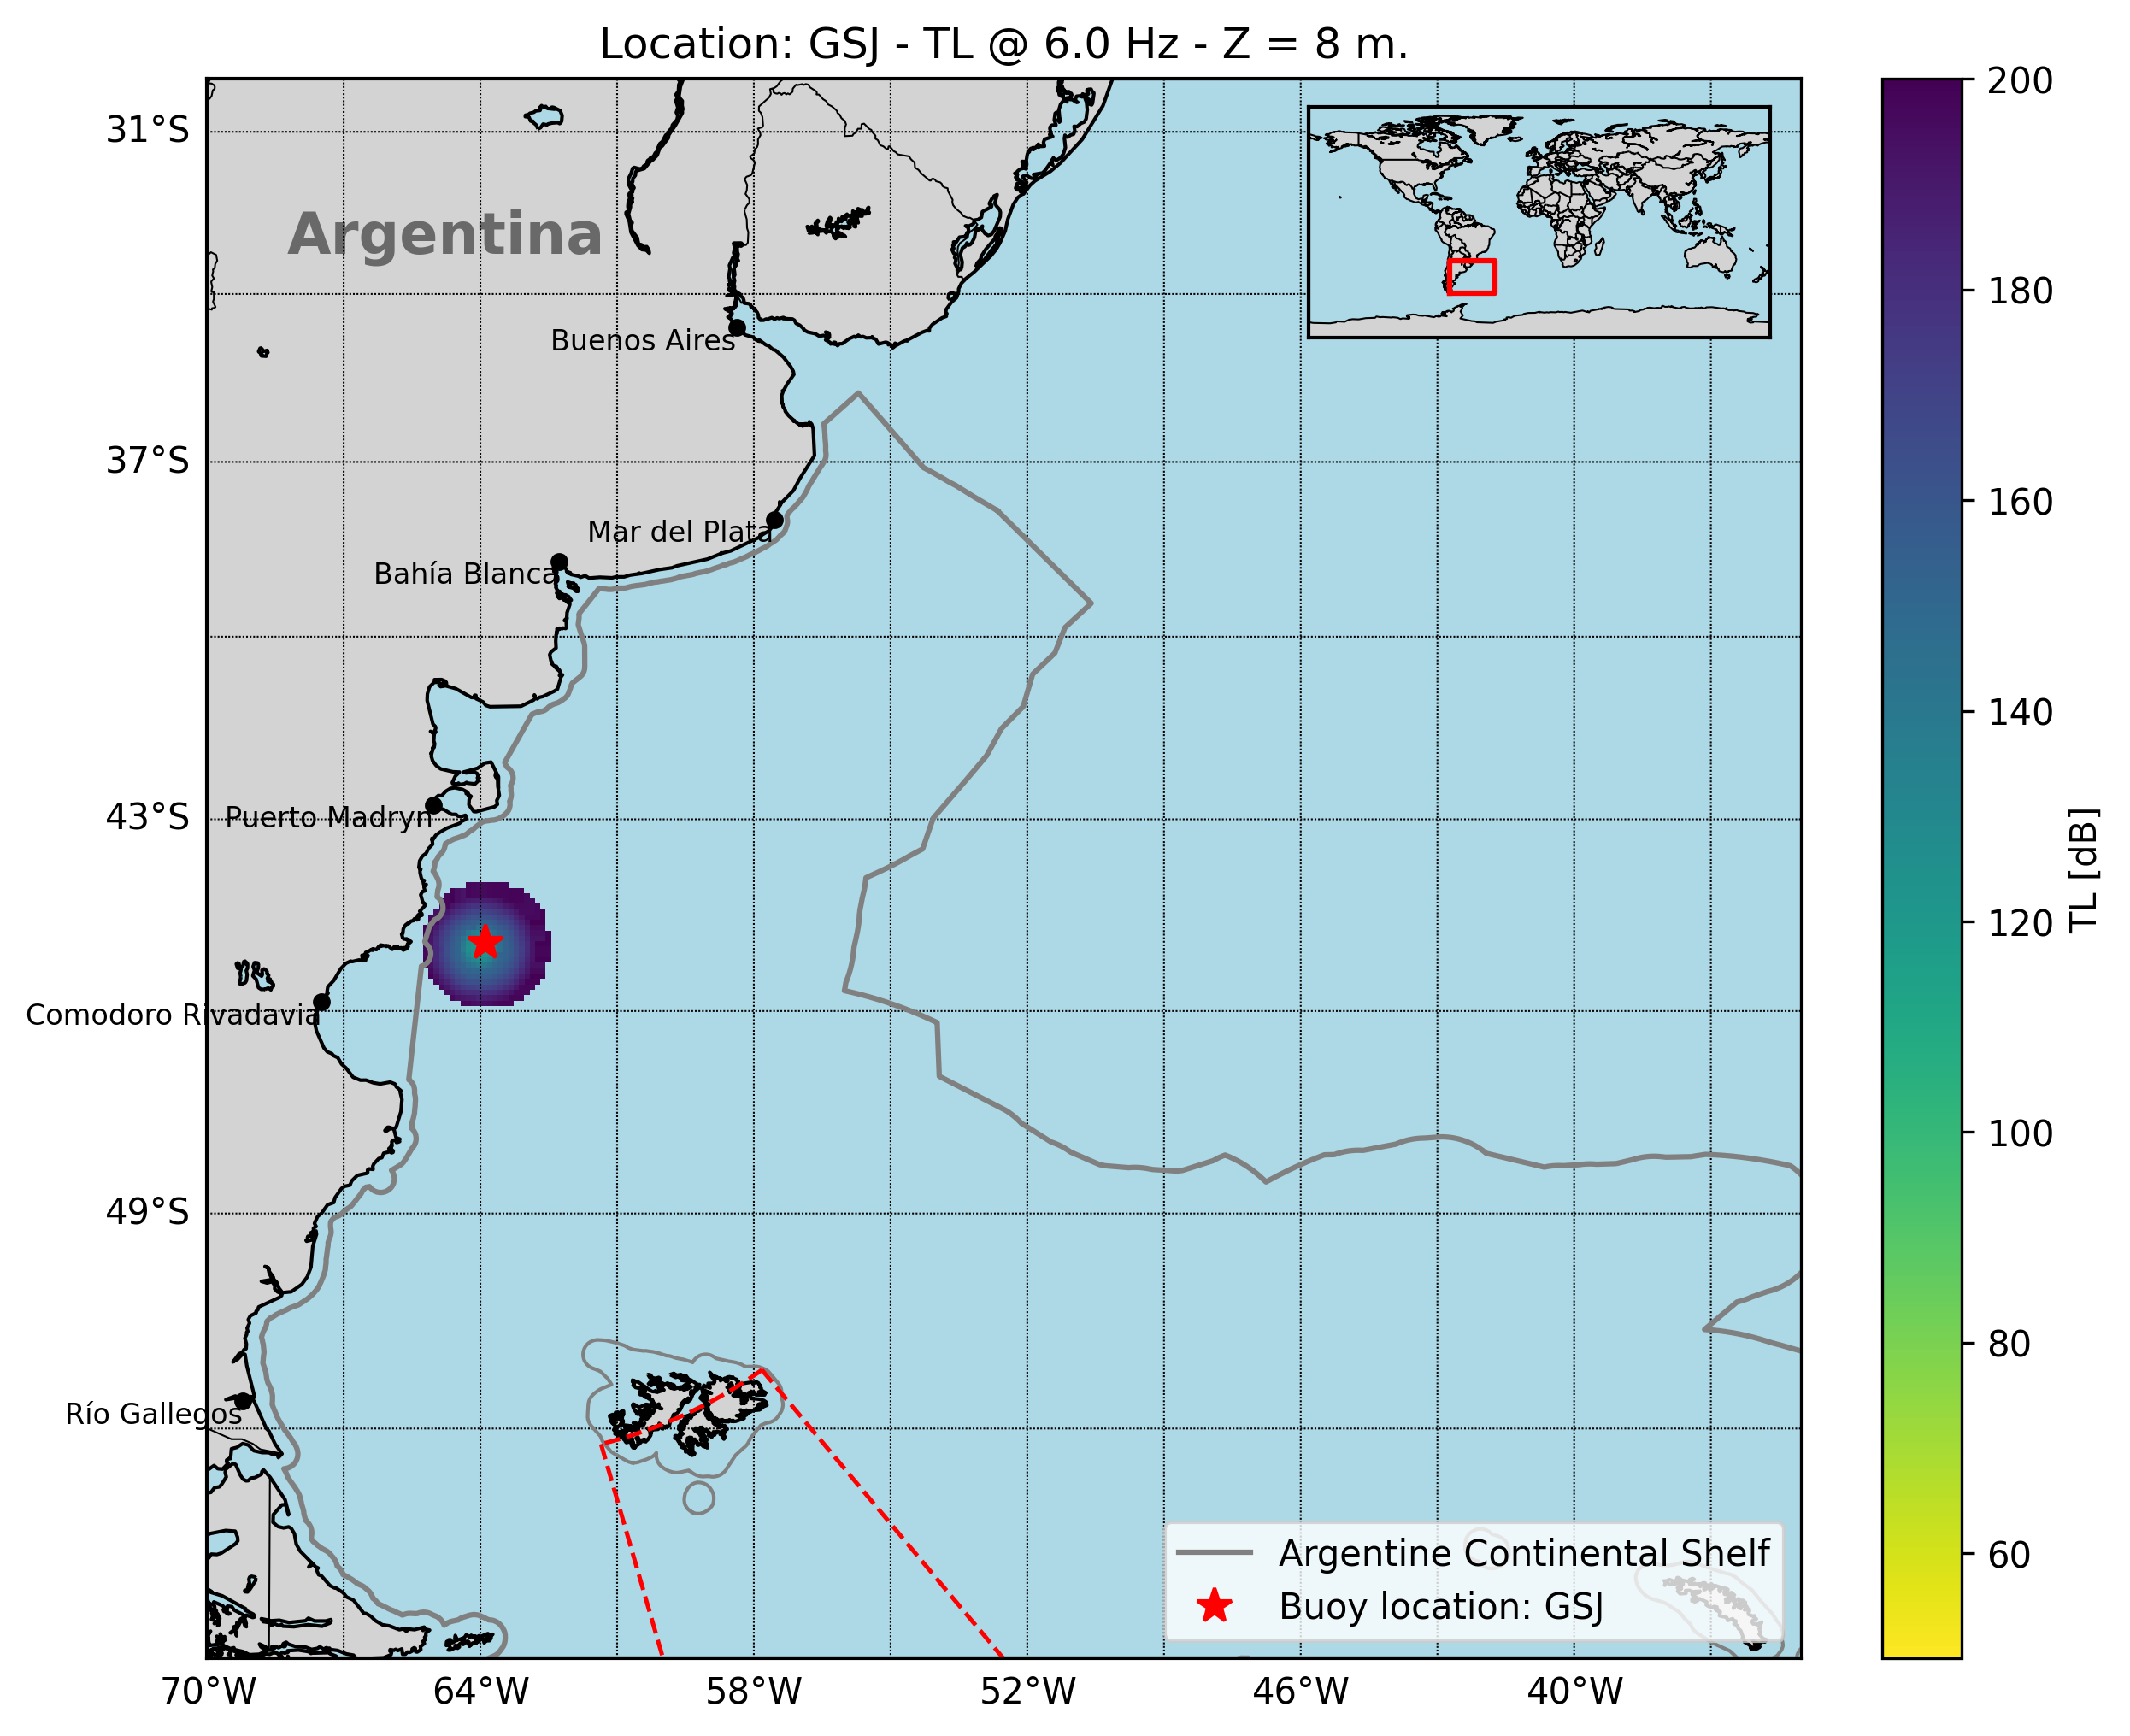 Location: GSJ - TL @ 6.0 Hz - Z = 8 m.
31°S
37°S
43°S
49°S
70°W
64°W
58°W
52°W
46°W
40°W
Argentina
Buenos Aires
Mar del Plata
Bahía Blanca
Puerto Madryn
Comodoro Rivadavia
Río Gallegos
Argentine Continental Shelf
Buoy location: GSJ
200
180
160
140
120
100
80
60
TL [dB]